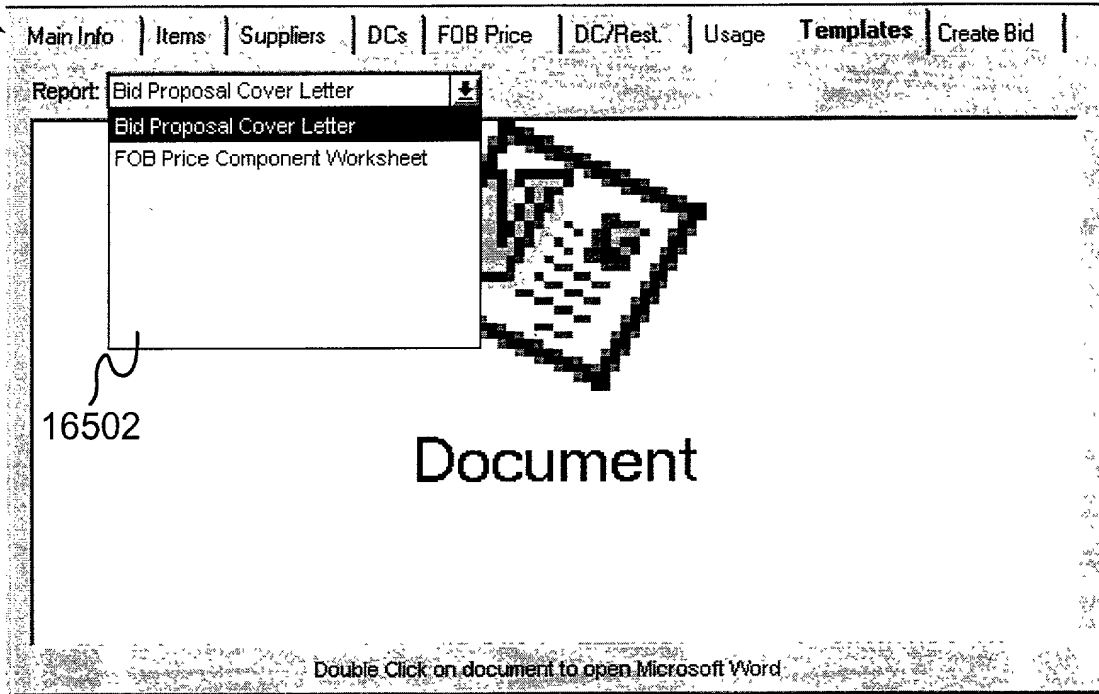 Main Info Items Suppliers DCs FOB Price DC/Rest. Usage Templates Create Bid
Report: Bid Proposal Cover Letter
Bid Proposal Cover Letter
FOB Price Component Worksheet
16502
Document
Double Click on document to open Microsoft Word